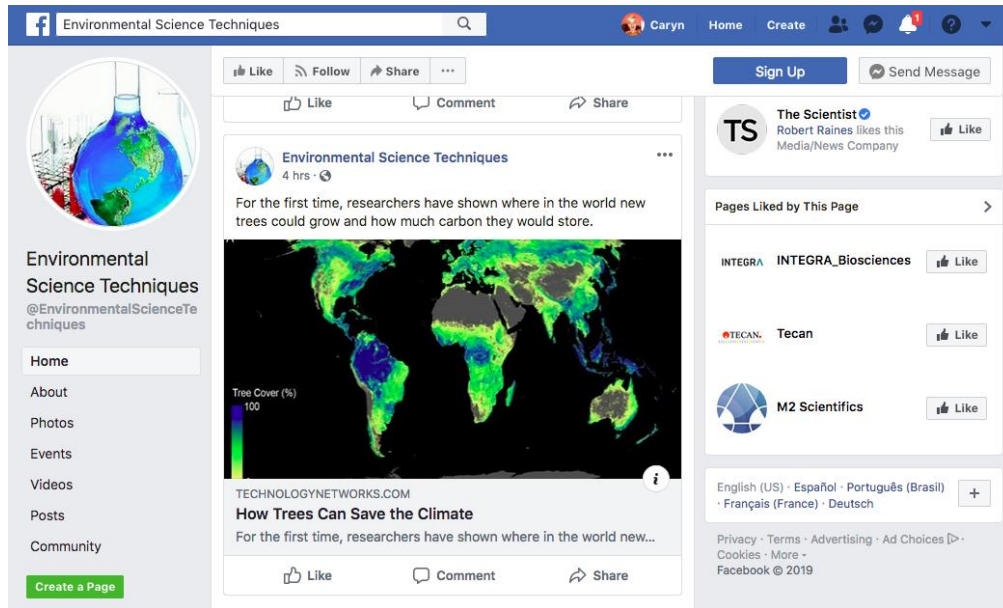 Environmental Science Techniques
Caryn
Home
Create
1
Environmental
Science Techniques
@EnvironmentalScienceTe
chniques
Home
About
Photos
Events
Videos
Posts
Community
Create a Page
Like
Follow
Share
Sign Up
Send Message
Like
Comment
Share
Environmental Science Techniques
4 hrs ·
For the first time, researchers have shown where in the world new
trees could grow and how much carbon they would store.
Tree Cover (%)
100
i
TECHNOLOGYNETWORKS.COM
How Trees Can Save the Climate
For the first time, researchers have shown where in the world new...
Like
Comment
Share
TS
The Scientist
Robert Raines likes this
Media/News Company
Like
Pages Liked by This Page
INTEGRA
INTEGRA_Biosciences
Like
TECAN.
Tecan
Like
M2 Scientifics
Like
English (US) · Español · Português (Brasil)
· Français (France) · Deutsch
Privacy · Terms · Advertising · Ad Choices ·
Cookies · More
Facebook © 2019